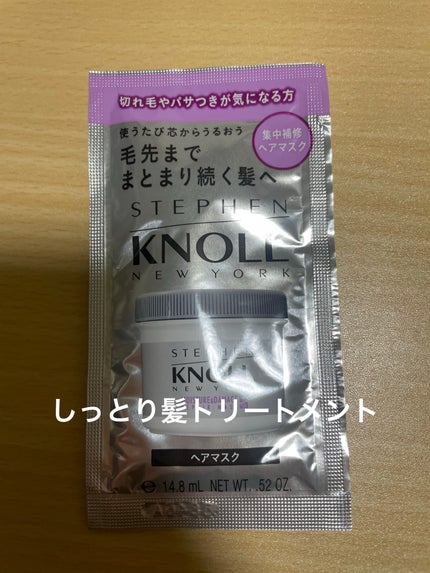 切れ毛やパサつきが気になる方
使うたび芯からうるおう
毛先まで
まとまり続く髪へ
集中補修
ヘアマスク
STEPHEN
KNOLL
NEW YORK
KNOLL
NEW YORK
しっとり髪トリートメント
ヘアマスク
14.8 mL NET WT. .52 OZ.